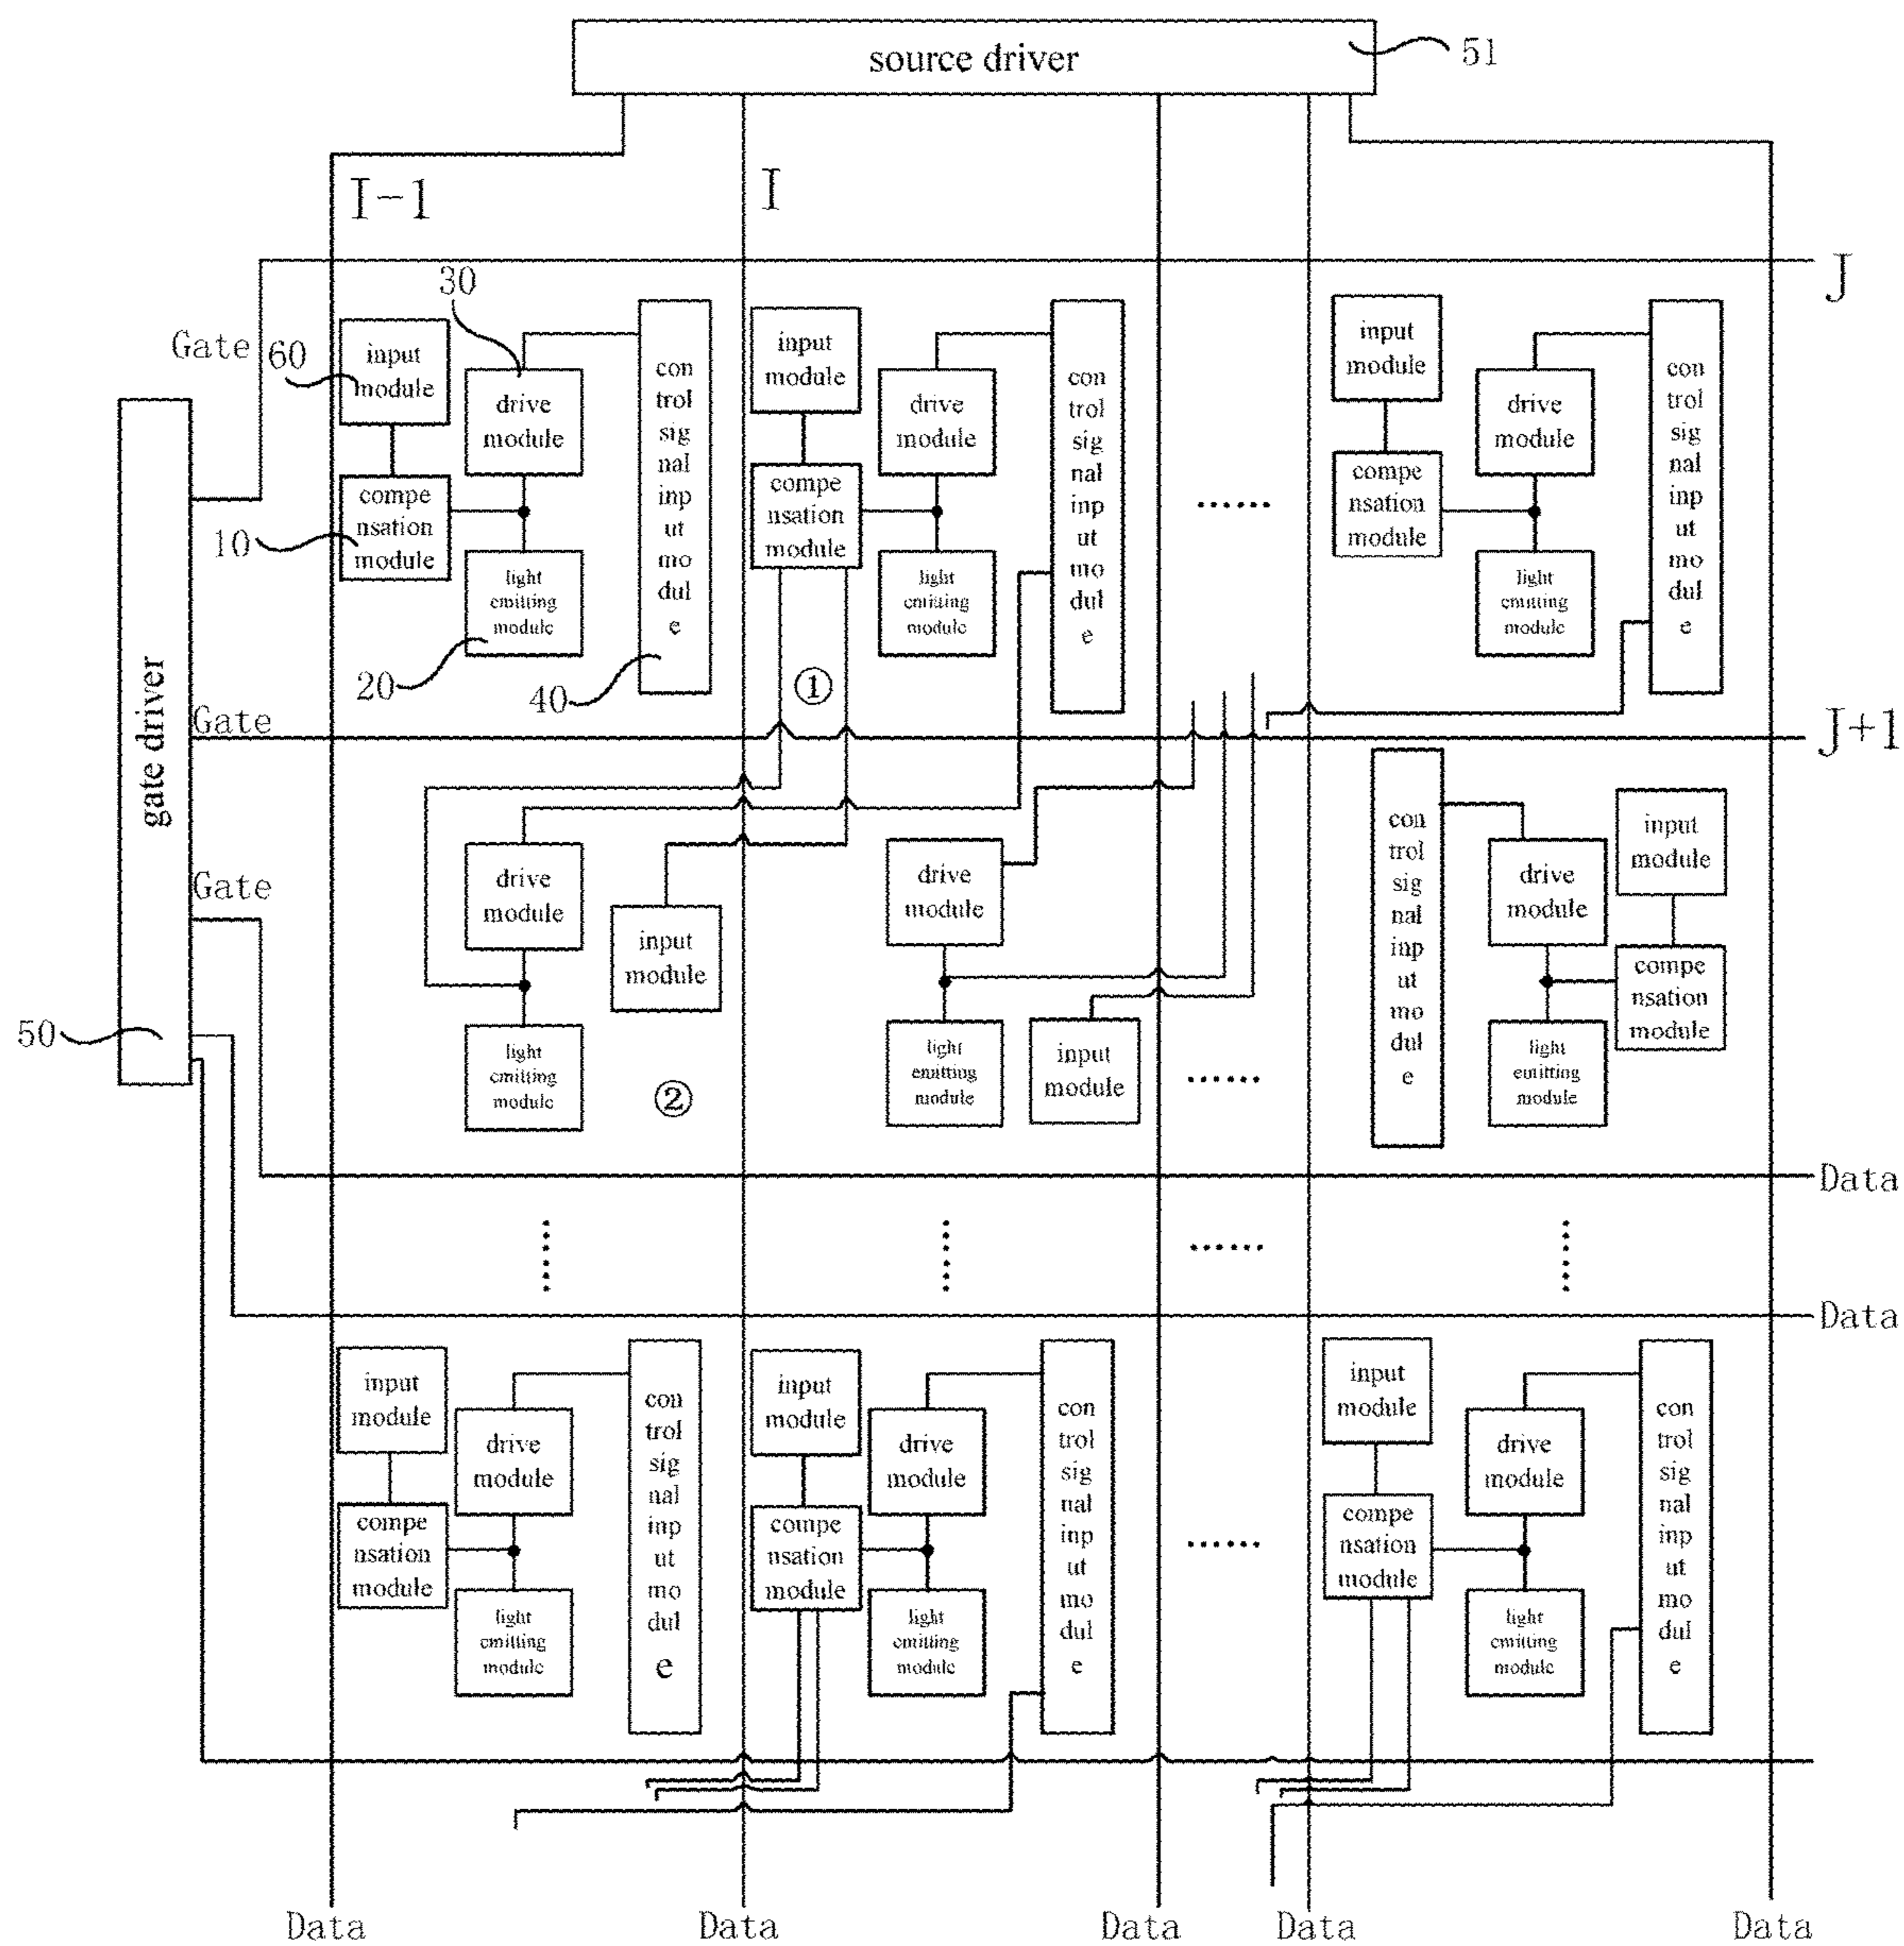 source driver
51
I-1
I
J
30
Gate
60
input
module
drive
module
con
trol
sig
nal
inp
ut
mo
dul
e
compe
nsation
module
10
light
emitting
module
20
40
input
module
drive
module
con
trol
sig
nal
inp
ut
mo
dul
e
compe
nsation
module
light
emitting
module
①
......
input
module
drive
module
con
trol
sig
nal
inp
ut
mo
dul
e
compe
nsation
module
light
emitting
module
gate driver
50
Gate
J+1
Gate
drive
module
input
module
light
emitting
module
②
drive
module
light
emitting
module
input
module
......
con
trol
sig
nal
inp
ut
mo
dul
e
drive
module
input
module
compe
nsation
module
light
emitting
module
Data
......
......
......
......
Data
input
module
drive
module
con
trol
sig
nal
inp
ut
mo
dul
e
compe
nsation
module
light
emitting
module
input
module
drive
module
con
trol
sig
nal
inp
ut
mo
dul
e
compe
nsation
module
light
emitting
module
......
input
module
drive
module
con
trol
sig
nal
inp
ut
mo
dul
e
compe
nsation
module
light
emitting
module
Data
Data
Data
Data
Data